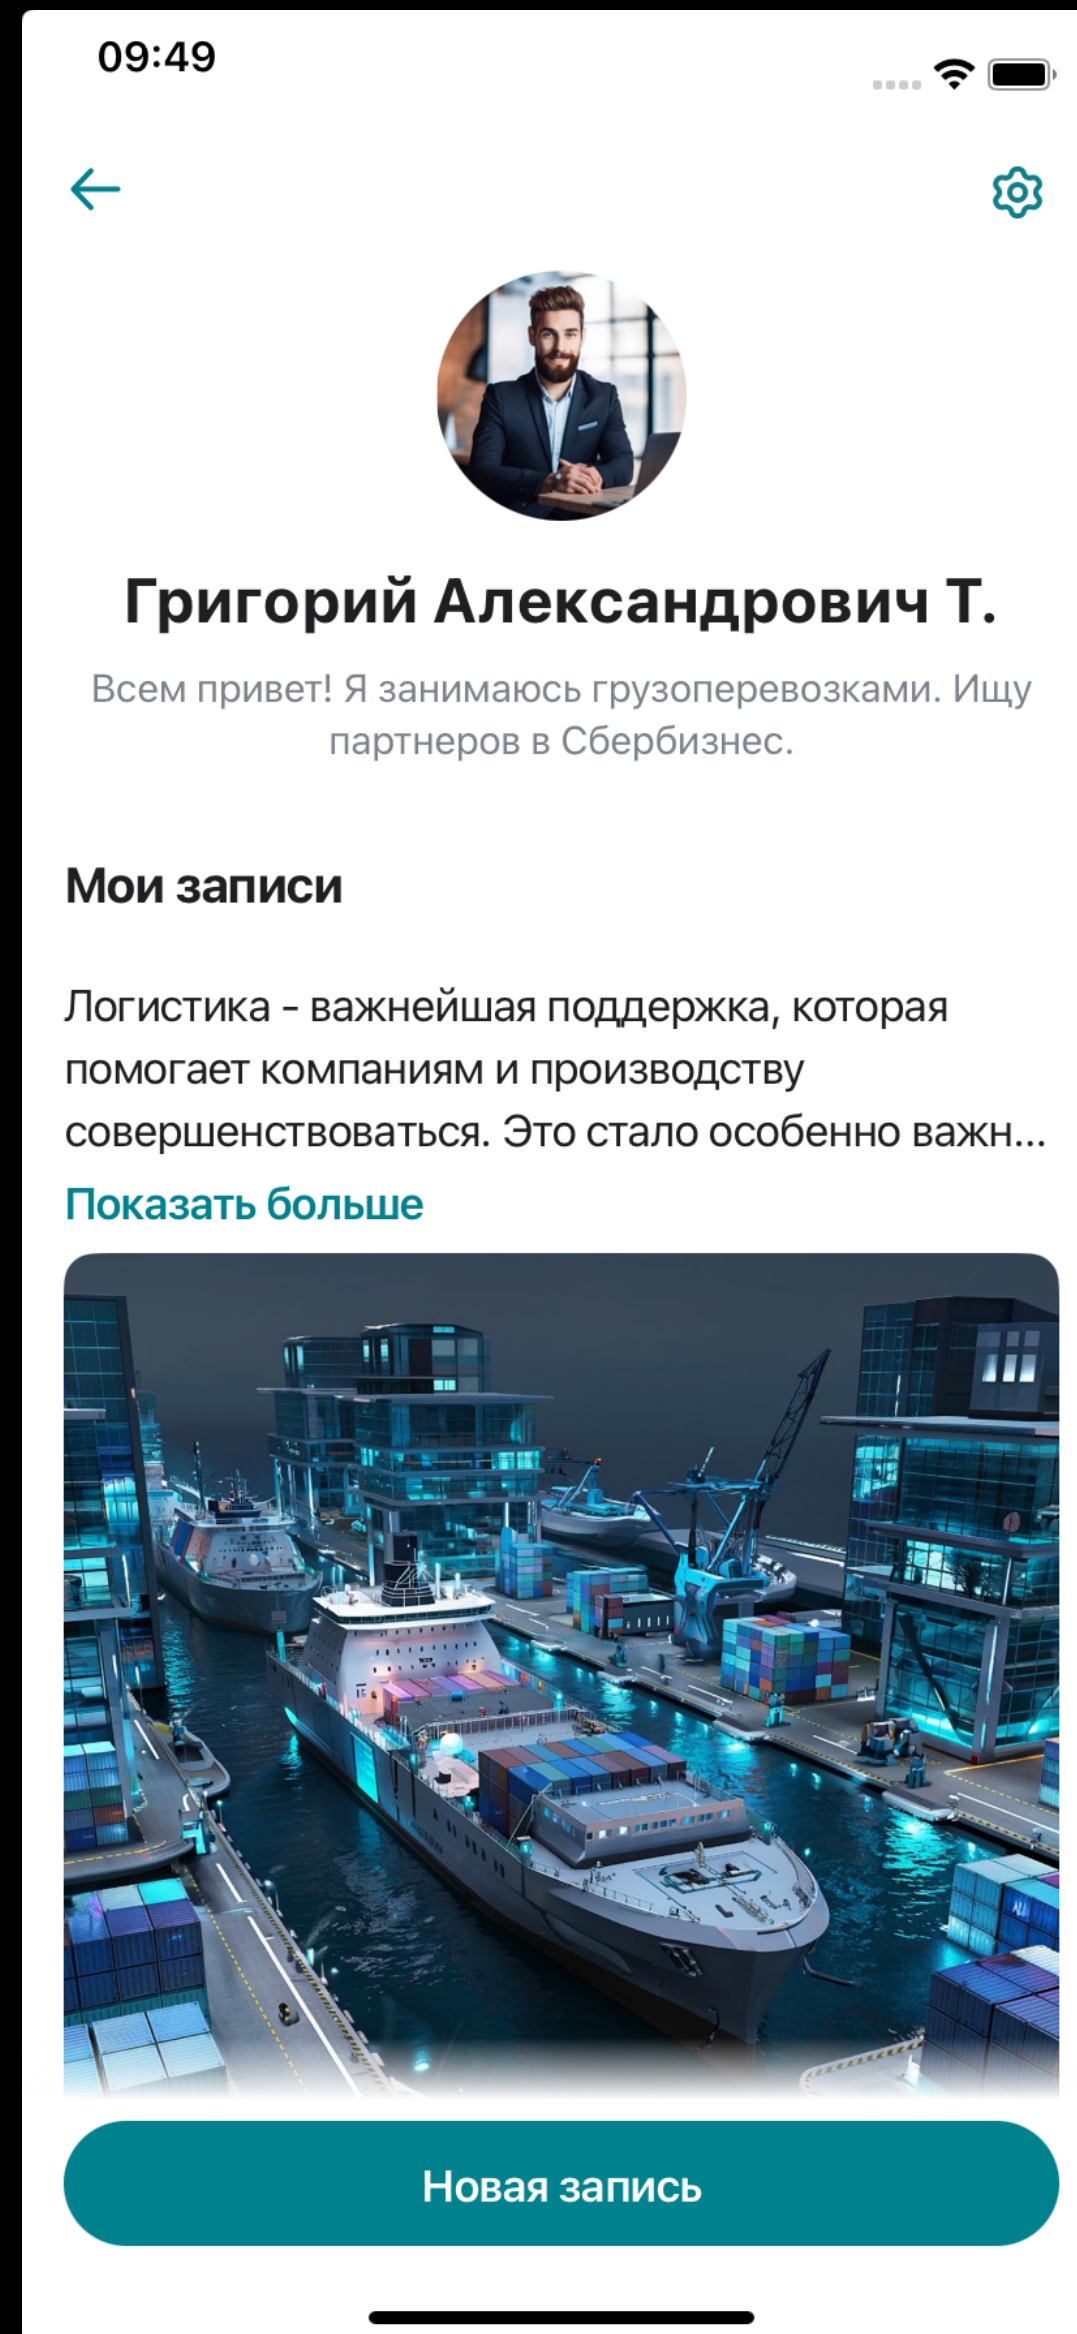 09:49
Григорий Александрович Т.
Всем привет! Я занимаюсь грузоперевозками. Ищу
партнеров в Сбербизнес.
Мои записи
Логистика - важнейшая поддержка, которая
помогает компаниям и производству
совершенствоваться. Это стало особенно важн...
Показать больше
Новая запись